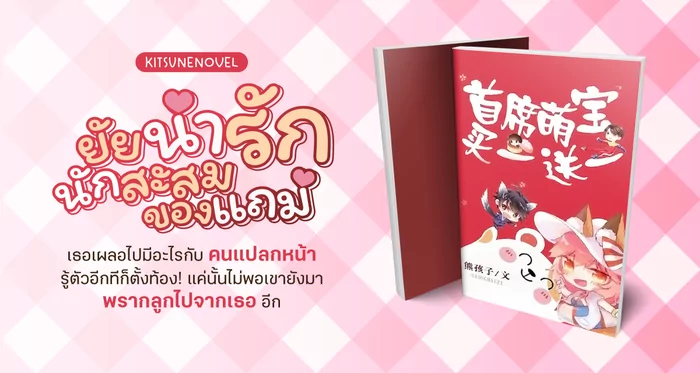 KITSUNENOVEL
ยัยน่ารัก
นักสะสม
ของแถม
เธอเผลอไปมีอะไรกับ คนแปลกหน้า
รู้ตัวอีกทีก็ตั้งท้อง! แค่นั้นไม่พอเขายังมา
พรากลูกไปจากเธอ อีก
首席萌宝
买 送
熊孩子/文